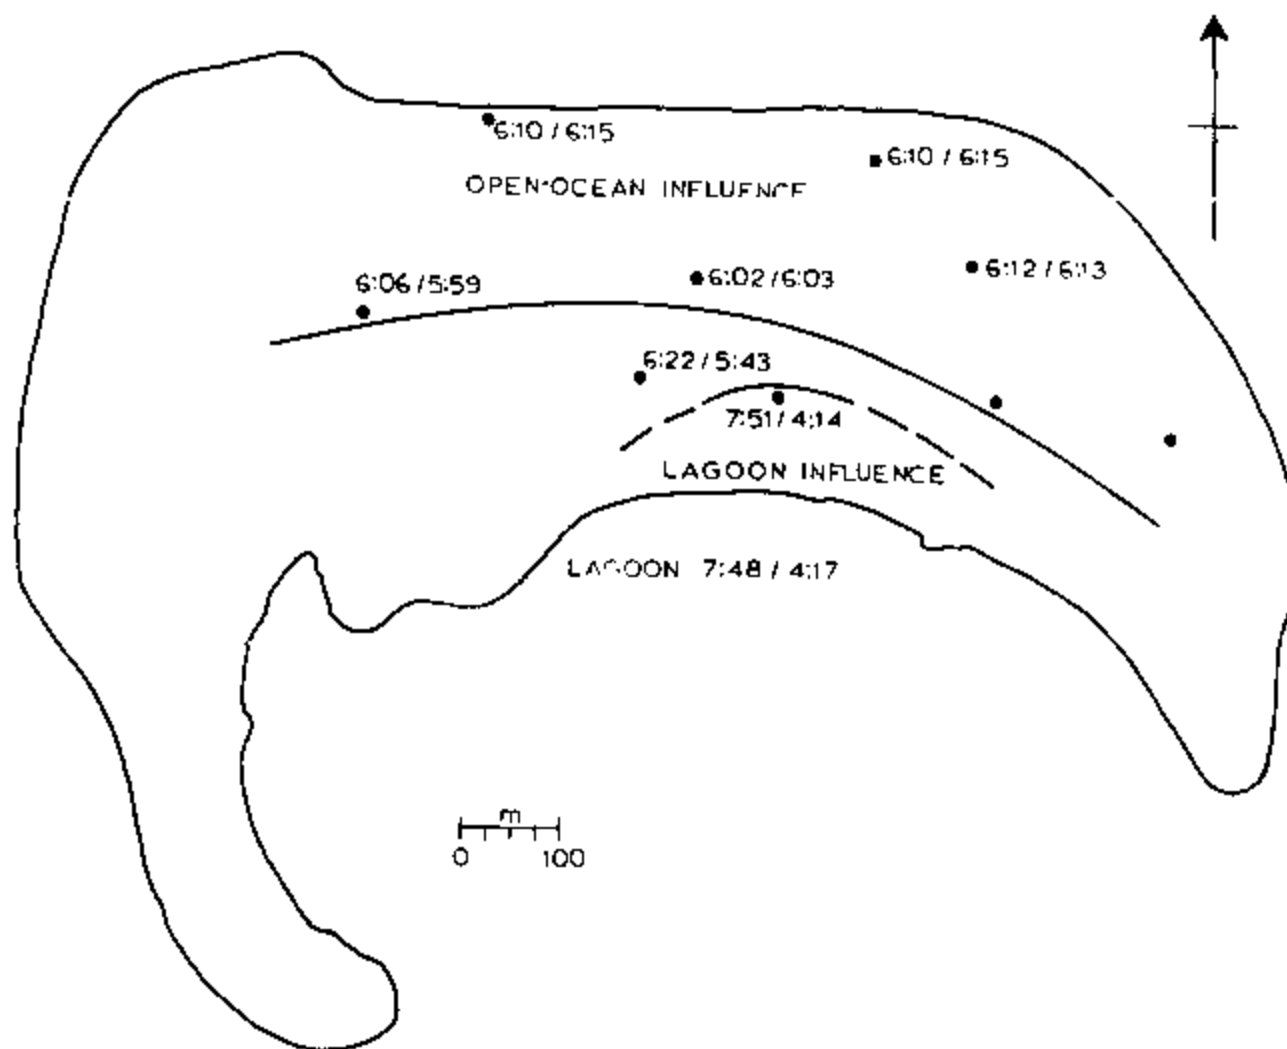 6:10 / 6:15
6:10 / 6:15
OPEN-OCEAN INFLUENCE
6:06 / 5:59
6:02 / 6:03
6:12 / 6:13
6:22 / 5:43
7:51 / 4:14
LAGOON INFLUENCE
LAGOON 7:48 / 4:17
m
0 100